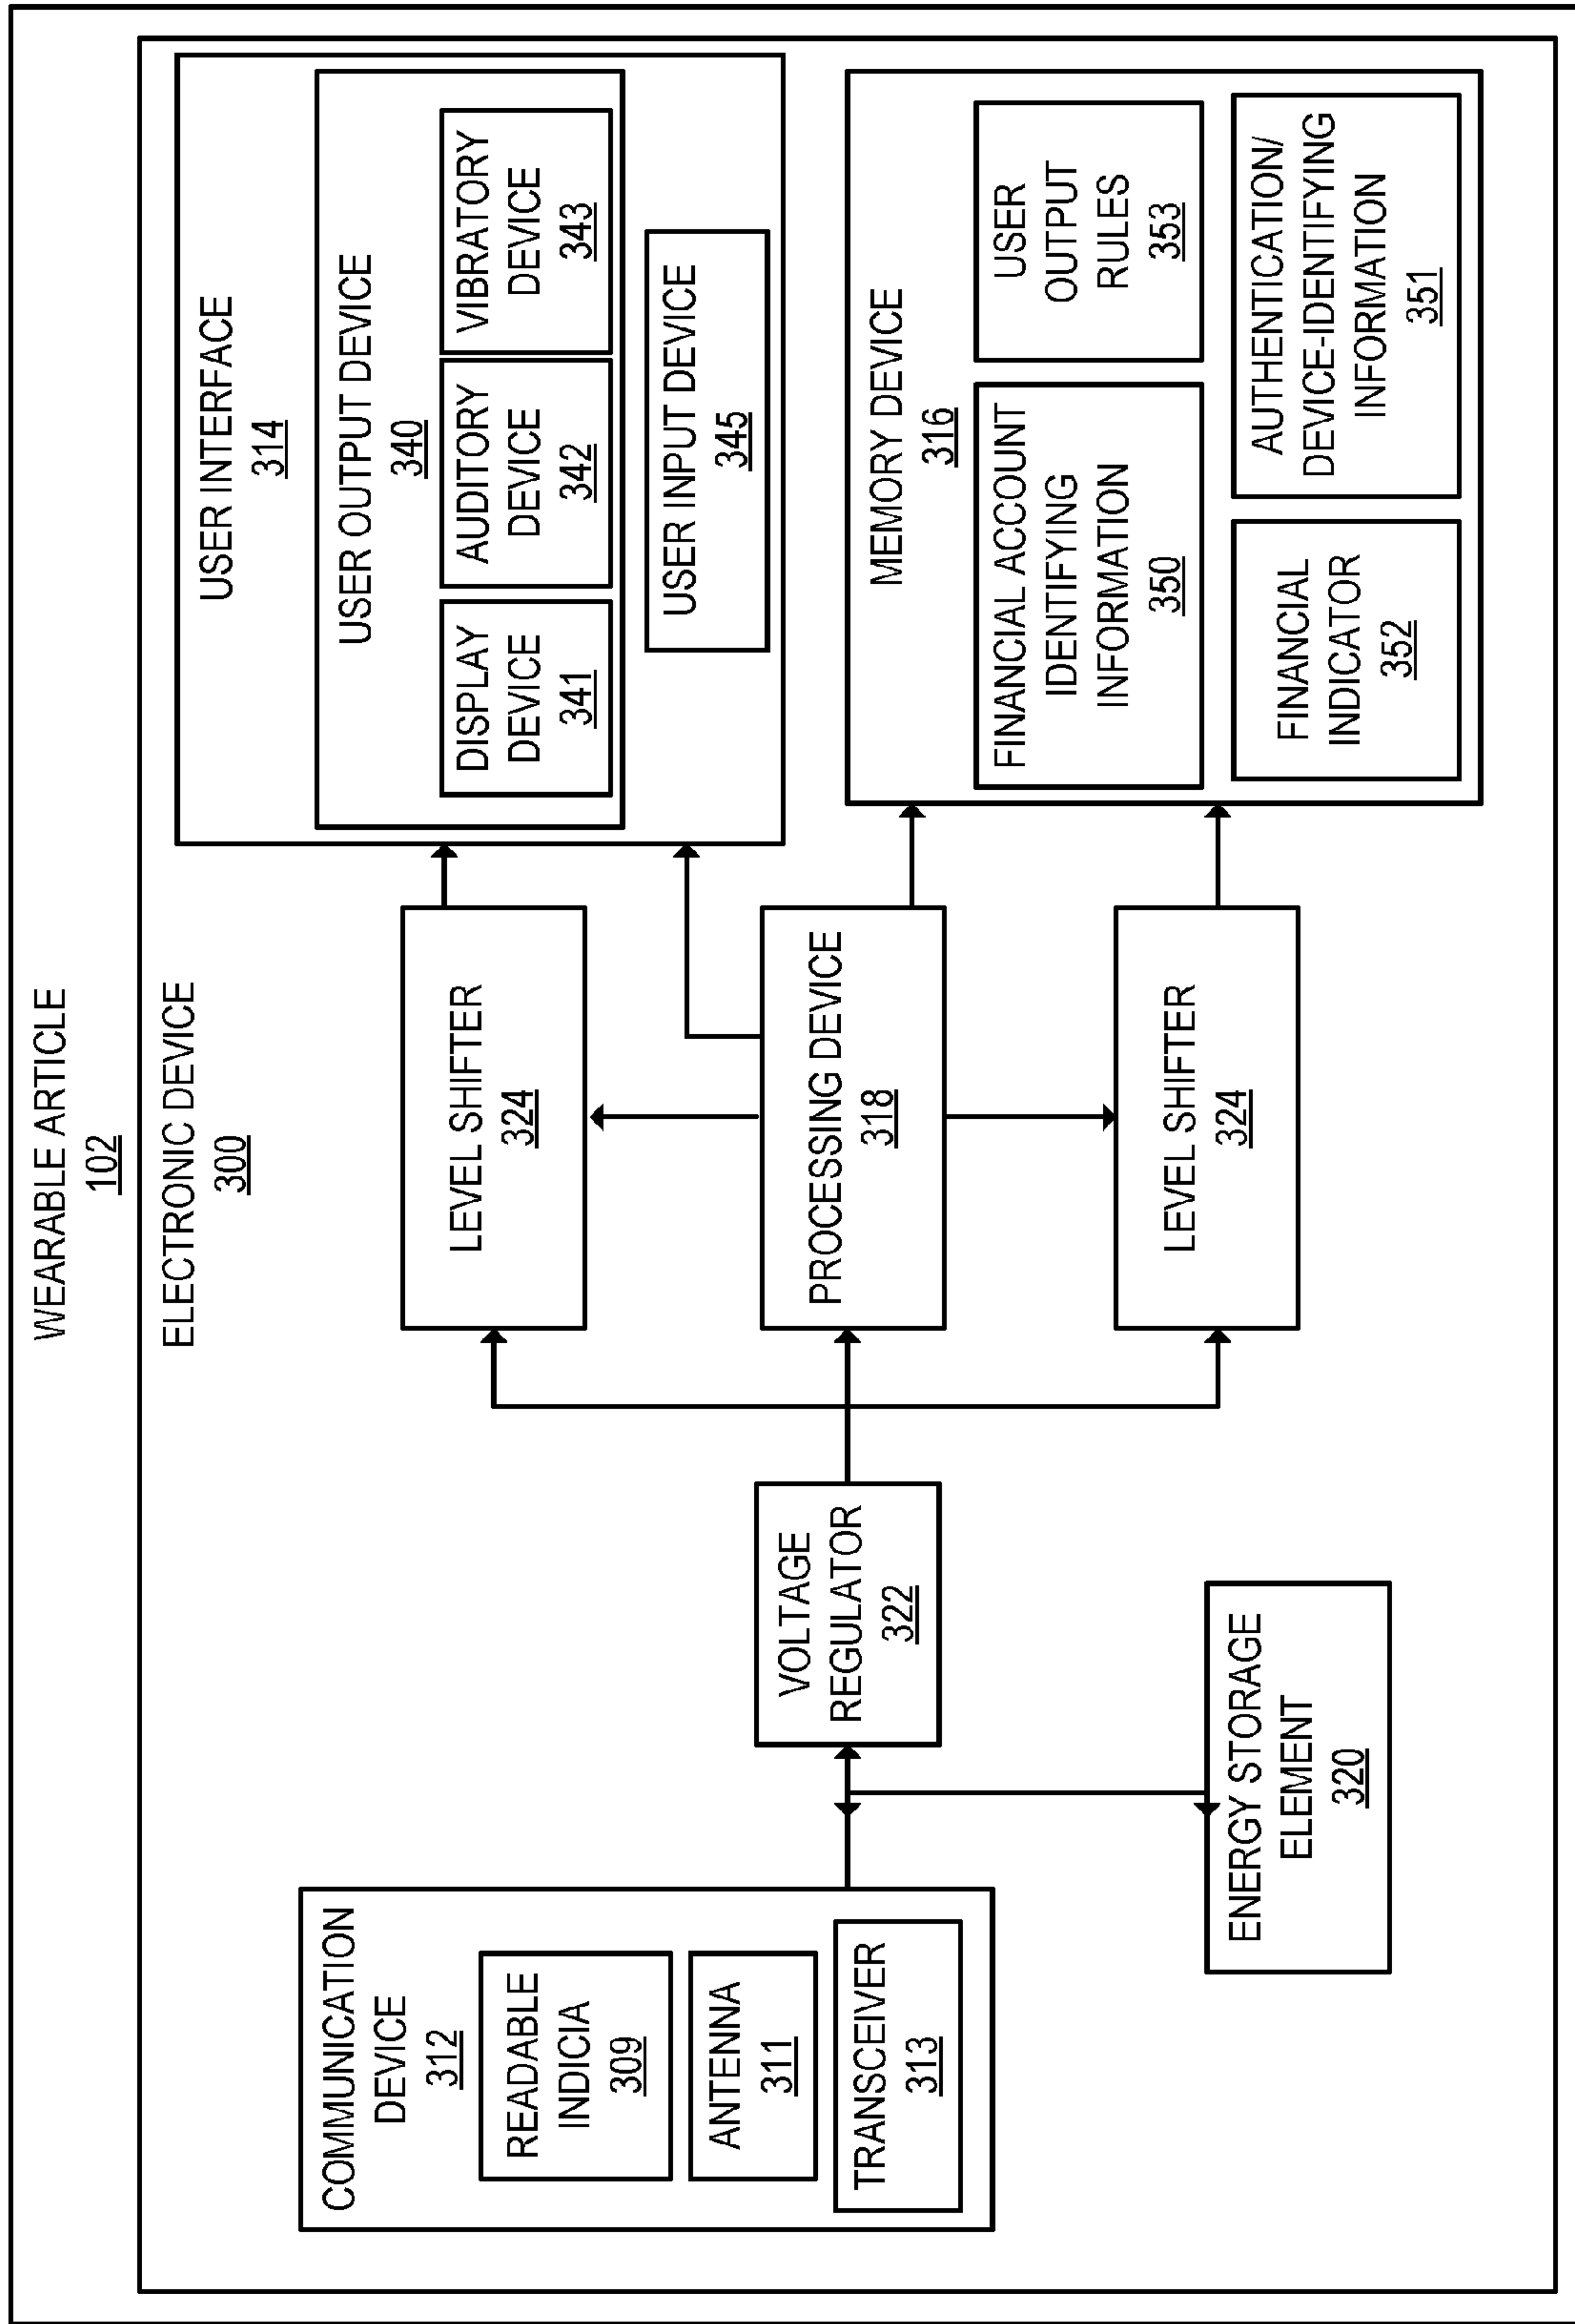 WEARABLE ARTICLE
102
ELECTRONIC DEVICE
300
COMMUNICATION
DEVICE
312
READABLE
INDICIA
309
ANTENNA
311
TRANSCEIVER
313
ENERGY STORAGE
ELEMENT
320
VOLTAGE
REGULATOR
322
LEVEL SHIFTER
324
PROCESSING DEVICE
318
LEVEL SHIFTER
324
USER INTERFACE
314
USER OUTPUT DEVICE
340
DISPLAY
DEVICE
341
AUDITORY
DEVICE
342
VIBRATORY
DEVICE
343
USER INPUT DEVICE
345
MEMORY DEVICE
316
FINANCIAL ACCOUNT
IDENTIFYING
INFORMATION
350
USER
OUTPUT
RULES
353
FINANCIAL
INDICATOR
352
AUTHENTICATION/
DEVICE-IDENTIFYING
INFORMATION
351